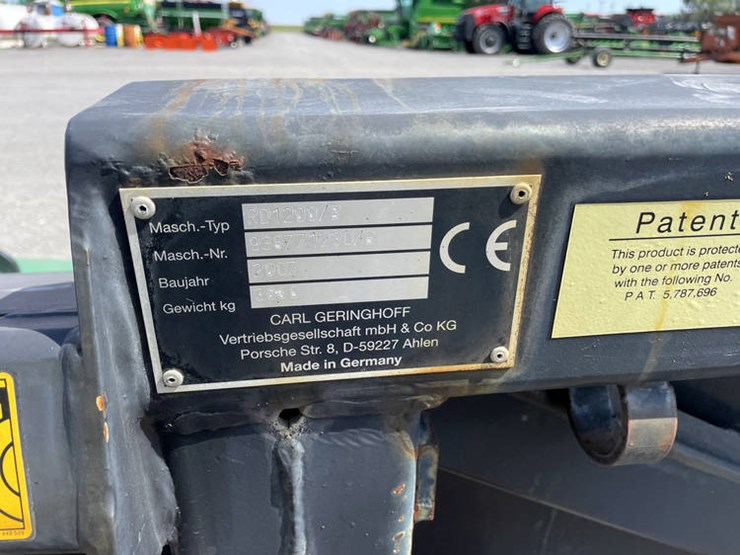 Masch.-Typ RD1200/B
Masch.-Nr.
Baujahr
Gewicht kg
CE
CARL GERINGHOFF
Vertriebsgesellschaft mbH & Co KG
Porsche Str. 8, D-59227 Ahlen
Made in Germany
Patent
This product is protecte
by one or more patents
with the following No.
PAT. 5,787,696